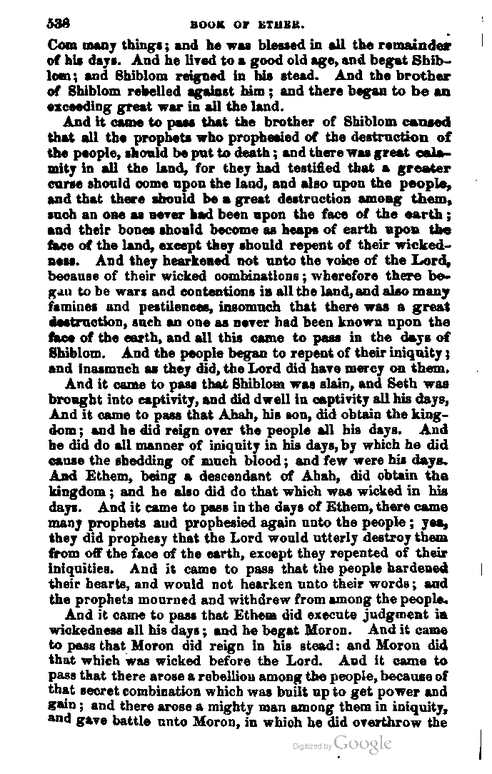 538 BOOK OF ETHER.
Com many things; and he was blessed in all the remainder
of his days. And he lived to a good old age, and begat Shib-
lom; and Shiblom reigned in his stead. And the brother
of Shiblom rebelled against him; and there began to be an
exceeding great war in all the land.
And it came to pass that the brother of Shiblom caused
that all the prophets who prophesied of the destruction of
the people, should be put to death; and there was great cala-
mity in all the land, for they had testified that a greater
curse should come upon the land, and also upon the people,
and that there should be a great destruction among them,
such an one as never had been upon the face of the earth;
and their bones should become as heaps of earth upon the
face of the land, except they should repent of their wicked-
ness. And they hearkened not unto the voice of the Lord,
because of their wicked combinations; wherefore there be-
gan to be wars and contentions in all the land, and also many
famines and pestilences, insomuch that there was a great
destruction, such an one as never had been known upon the
face of the earth, and all this came to pass in the days of
Shiblom. And the people began to repent of their iniquity;
and inasmuch as they did, the Lord did have mercy on them.
And it came to pass that Shiblom was slain, and Seth was
brought into captivity, and did dwell in captivity all his days,
And it came to pass that Ahah, his son, did obtain the king-
dom; and he did reign over the people all his days. And
he did do all manner of iniquity in his days, by which he did
cause the shedding of much blood; and few were his days.
And Ethem, being a descendant of Ahah, did obtain the
kingdom; and he also did do that which was wicked in his
days. And it came to pass in the days of Ethem, there came
many prophets and prophesied again unto the people; yea,
they did prophesy that the Lord would utterly destroy them
from off the face of the earth, except they repented of their
iniquities. And it came to pass that the people hardened
their hearts, and would not hearken unto their words; and
the prophets mourned and withdrew from among the people.
And it came to pass that Ethem did execute judgment in
wickedness all his days; and he begat Moron. And it came
to pass that Moron did reign in his stead: and Moron did
that which was wicked before the Lord. And it came to
pass that there arose a rebellion among the people, because of
that secret combination which was built up to get power and
gain; and there arose a mighty man among them in iniquity,
and gave battle unto Moron, in which he did overthrow the
Digitized by Google